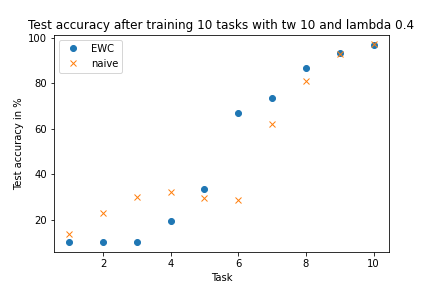 Test accuracy after training 10 tasks with tw 10 and lambda 0.4
100
80
60
40
20
Test accuracy in %
EWC
naive
2 4 6 8 10
Task